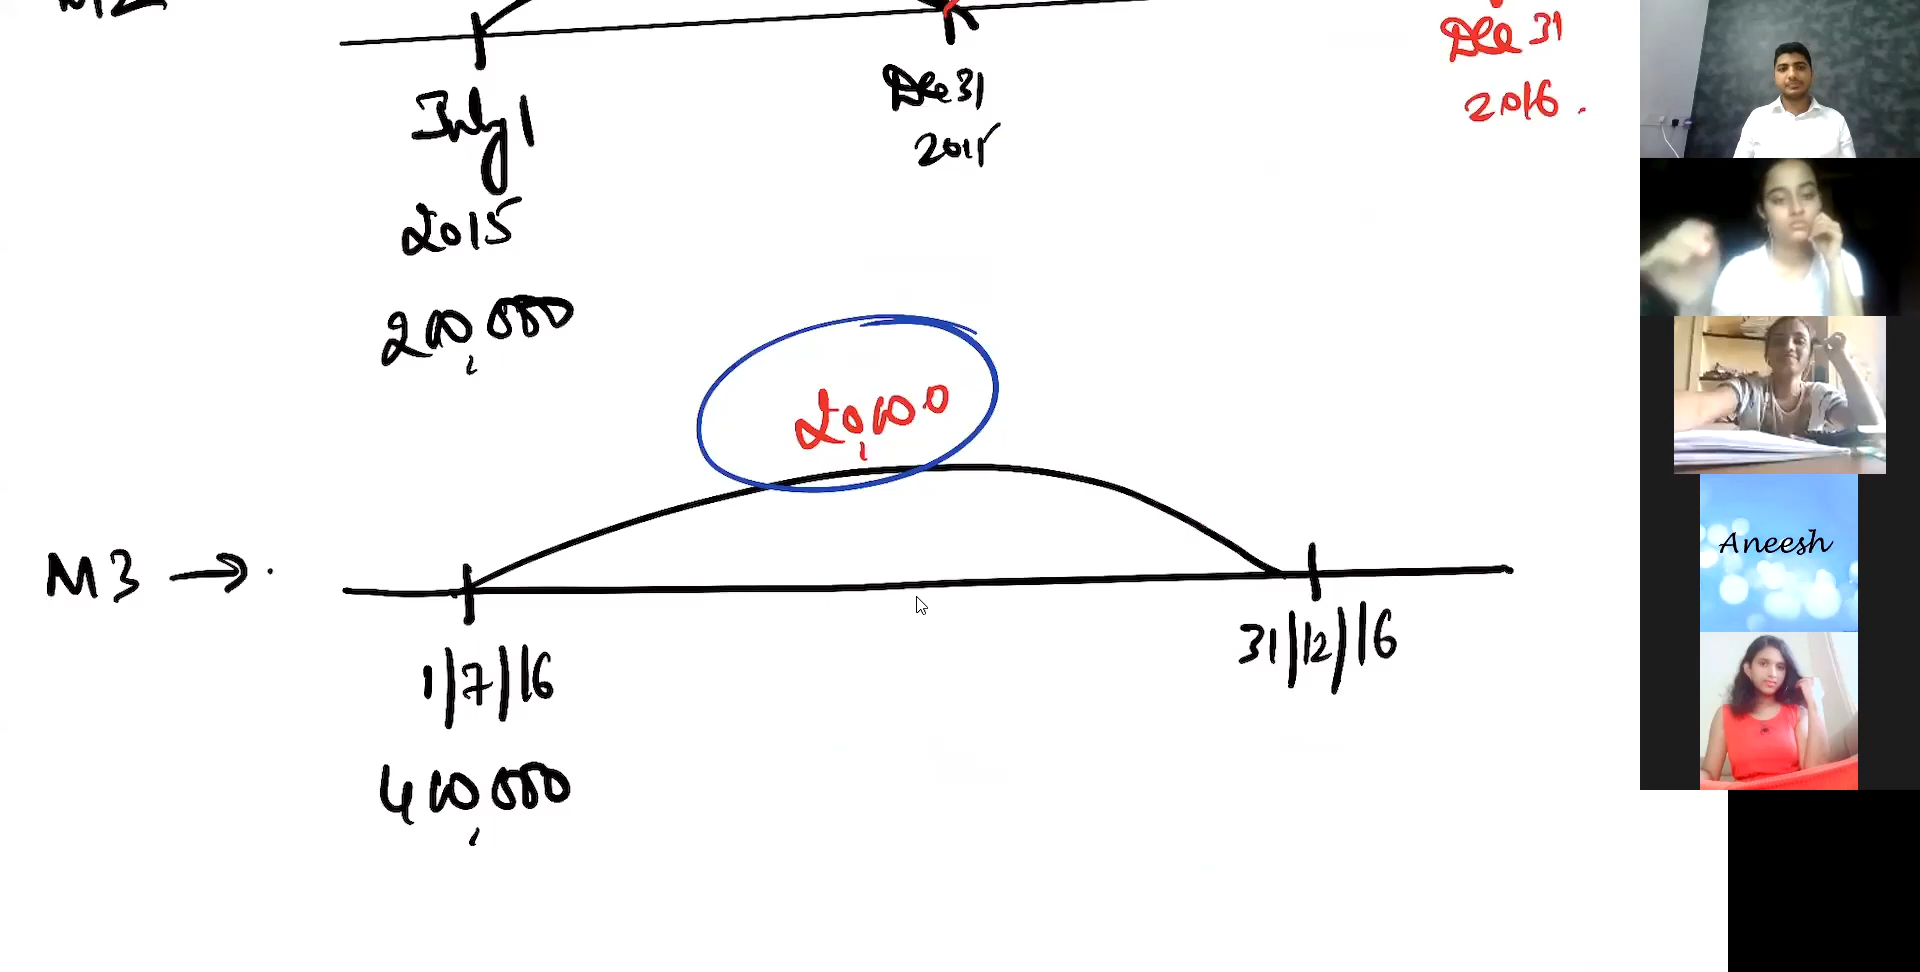 M2
July 1
2015
200,000
Dec 31
2015
Dec 31
2016.
20,000
M3 →
1/7/16
31/12/16
400,000
Aneesh